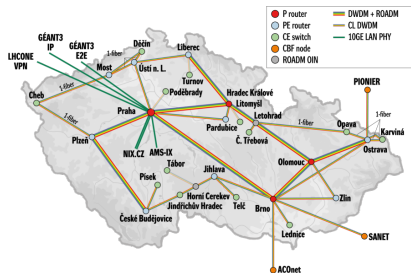 P router
PE router
CE switch
CBF node
ROADM OIN
DWDM + ROADM
CL DWDM
10GE LAN PHY
GÉANT3
IP
GÉANT3
E2E
LHCONE
VPN
Děčín
Liberec
1-fiber
Most
Ústí n. L.
Turnov
Cheb
1-fiber
Poděbrady
Hradec Králové
Litomyšl
Praha
Letohrad
PIONIER
1-fiber
Pardubice
Č. Třebová
Opava
Karviná
Ostrava
Plzeň
NIX.CZ
AMS-IX
Tábor
Olomouc
Písek
Jihlava
Horní Cerekev
Telč
Brno
Zlín
České Budějovice
Jindřichův Hradec
Lednice
SANET
ACOnet